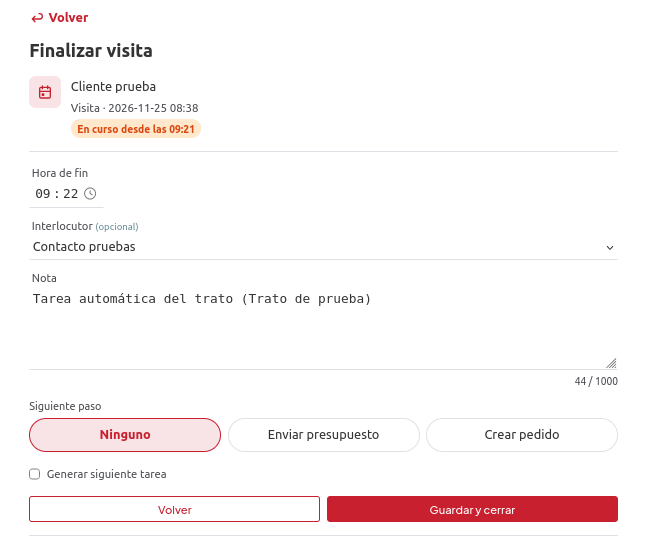 Volver
Finalizar visita
Cliente prueba
Visita · 2026-11-25 08:38
En curso desde las 09:21
Hora de fin
09 : 22
Interlocutor (opcional)
Contacto pruebas
Nota
Tarea automática del trato (Trato de prueba)
44 / 1000
Siguiente paso
Ninguno Enviar presupuesto Crear pedido
Generar siguiente tarea
Volver Guardar y cerrar